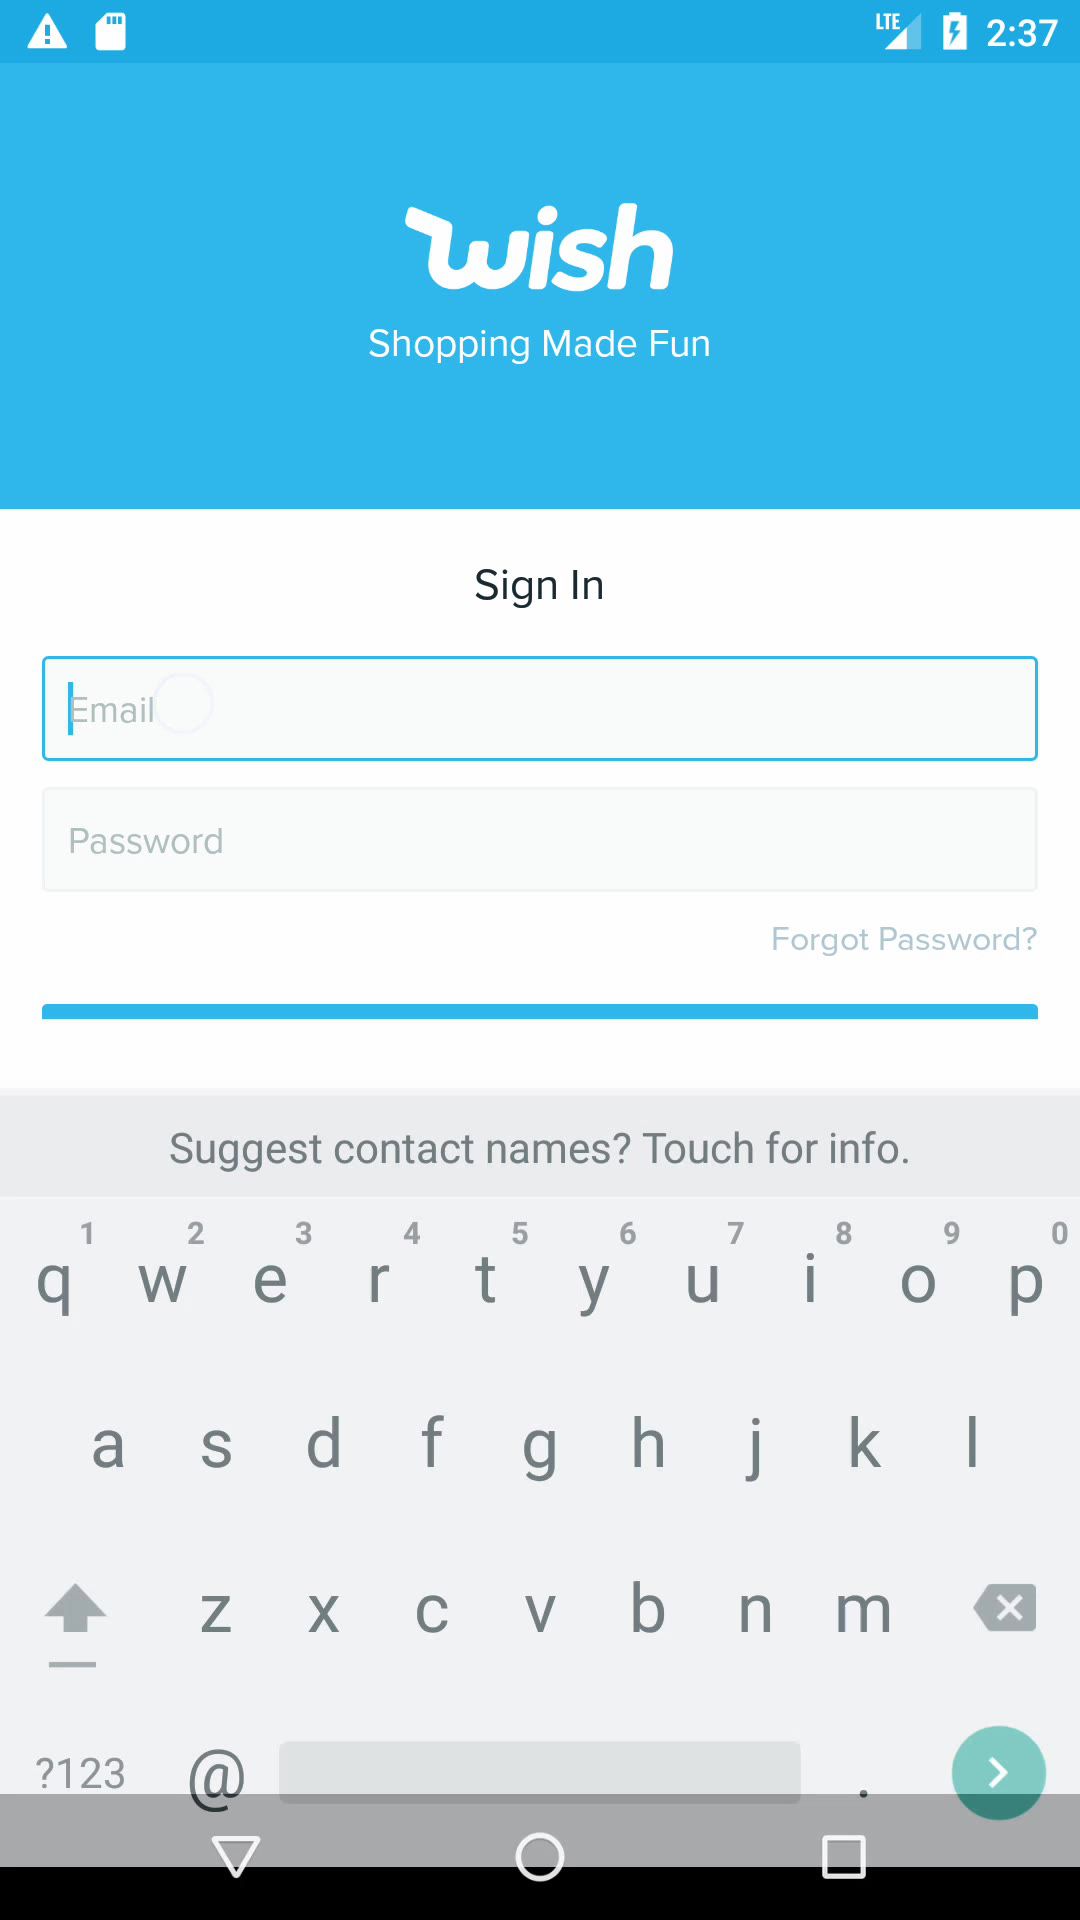 LTE 2:37
wish
Shopping Made Fun
Sign In
Email
Password
Forgot Password?
Suggest contact names? Touch for info.
1 2 3 4 5 6 7 8 9 0
q w e r t y u i o p
a s d f g h j k l
z x c v b n m
?123 @ .